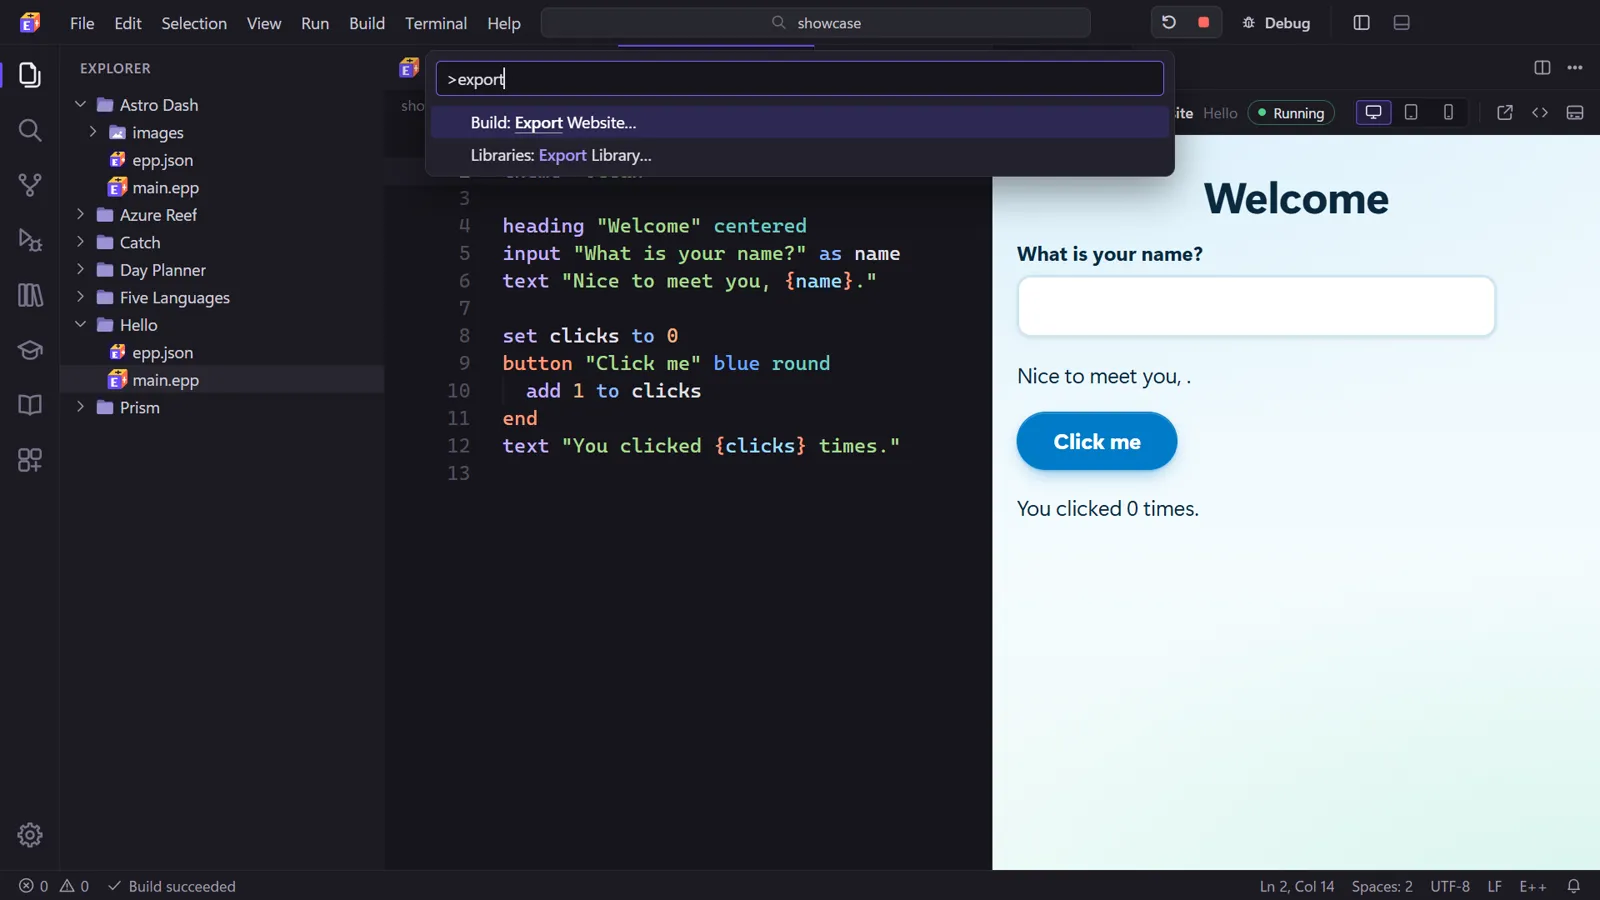 File Edit Selection View Run Build Terminal Help
showcase
Debug
EXPLORER
Astro Dash
images
epp.json
main.epp
Azure Reef
Catch
Day Planner
Five Languages
Hello
epp.json
main.epp
Prism
>export
Build: Export Website...
Libraries: Export Library...
Hello
Running
3
4 heading "Welcome" centered
5 input "What is your name?" as name
6 text "Nice to meet you, {name}."
7
8 set clicks to 0
9 button "Click me" blue round
10 add 1 to clicks
11 end
12 text "You clicked {clicks} times."
13
Welcome
What is your name?
Nice to meet you, .
Click me
You clicked 0 times.
0 0 Build succeeded
Ln 2, Col 14 Spaces: 2 UTF-8 LF E++